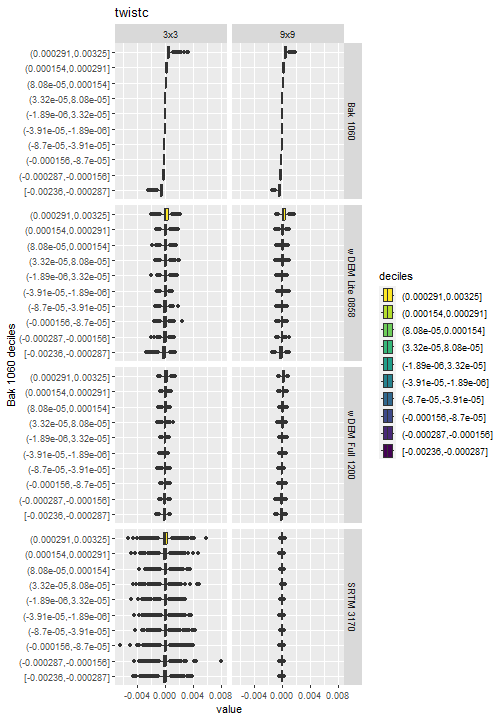 twistc
3x3 9x9
(0.000291,0.00325]
(0.000154,0.000291]
(8.08e-05,0.000154]
(3.32e-05,8.08e-05]
(-1.89e-06,3.32e-05]
(-3.91e-05,-1.89e-06]
(-8.7e-05,-3.91e-05]
(-0.000156,-8.7e-05]
(-0.000287,-0.000156]
[-0.00236,-0.000287]
Bak 1060
(0.000291,0.00325]
(0.000154,0.000291]
(8.08e-05,0.000154]
(3.32e-05,8.08e-05]
(-1.89e-06,3.32e-05]
(-3.91e-05,-1.89e-06]
(-8.7e-05,-3.91e-05]
(-0.000156,-8.7e-05]
(-0.000287,-0.000156]
[-0.00236,-0.000287]
w DEM Lite 0858
(0.000291,0.00325]
(0.000154,0.000291]
(8.08e-05,0.000154]
(3.32e-05,8.08e-05]
(-1.89e-06,3.32e-05]
(-3.91e-05,-1.89e-06]
(-8.7e-05,-3.91e-05]
(-0.000156,-8.7e-05]
(-0.000287,-0.000156]
[-0.00236,-0.000287]
w DEM Full 1200
(0.000291,0.00325]
(0.000154,0.000291]
(8.08e-05,0.000154]
(3.32e-05,8.08e-05]
(-1.89e-06,3.32e-05]
(-3.91e-05,-1.89e-06]
(-8.7e-05,-3.91e-05]
(-0.000156,-8.7e-05]
(-0.000287,-0.000156]
[-0.00236,-0.000287]
SRTM 3170
Bak 1060 deciles
-0.004 0.000 0.004 0.008 -0.004 0.000 0.004 0.008
value
deciles
(0.000291,0.00325]
(0.000154,0.000291]
(8.08e-05,0.000154]
(3.32e-05,8.08e-05]
(-1.89e-06,3.32e-05]
(-3.91e-05,-1.89e-06]
(-8.7e-05,-3.91e-05]
(-0.000156,-8.7e-05]
(-0.000287,-0.000156]
[-0.00236,-0.000287]